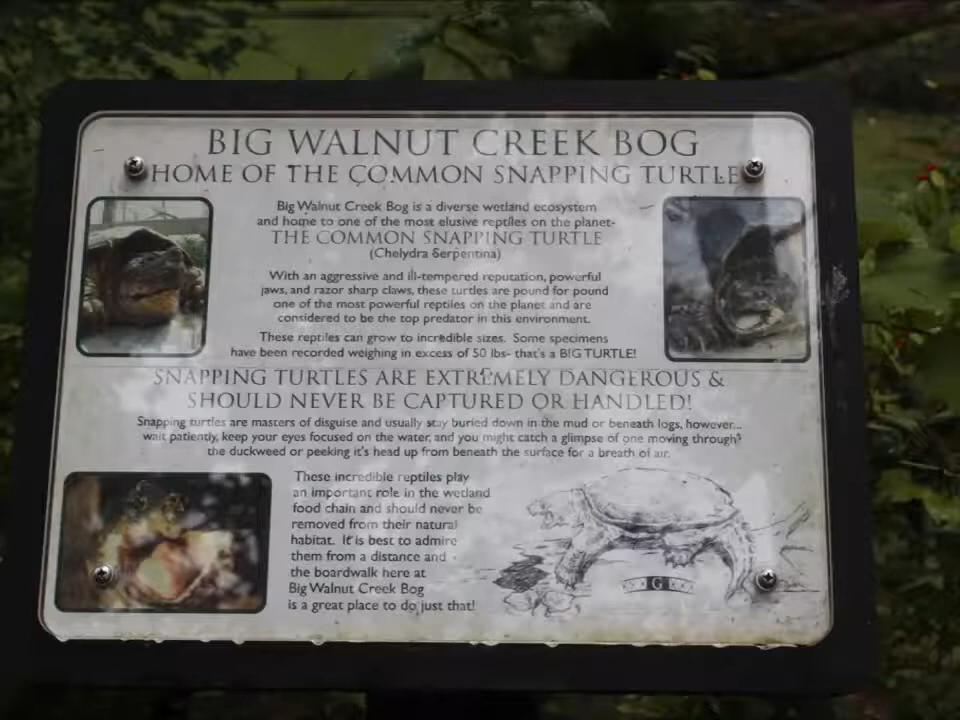 BIG WALNUT CREEK BOG
HOME OF THE COMMON SNAPPING TURTLE
Big Walnut Creek Bog is a diverse wetland ecosystem
and home to one of the most elusive reptiles on the planet-
THE COMMON SNAPPING TURTLE
(Chelydra Serpentina)
With an aggressive and ill-tempered reputation, powerful
jaws, and razor sharp claws, these turtles are pound for pound
one of the most powerful reptiles on the planet and are
considered to be the top predator in this environment.
These reptiles can grow to incredible sizes. Some specimens
have been recorded weighing in excess of 50 lbs- that's a BIG TURTLE!
SNAPPING TURTLES ARE EXTREMELY DANGEROUS &
SHOULD NEVER BE CAPTURED OR HANDLED!
Snapping turtles are masters of disguise and usually stay buried down in the mud or beneath logs, however...
wait patiently, keep your eyes focused on the water, and you might catch a glimpse of one moving through
the duckweed or peeking it's head up from beneath the surface for a breath of air.
These incredible reptiles play
an important role in the wetland
food chain and should never be
removed from their natural
habitat. It is best to admire
them from a distance and
the boardwalk here at
Big Walnut Creek Bog
is a great place to do just that!
G